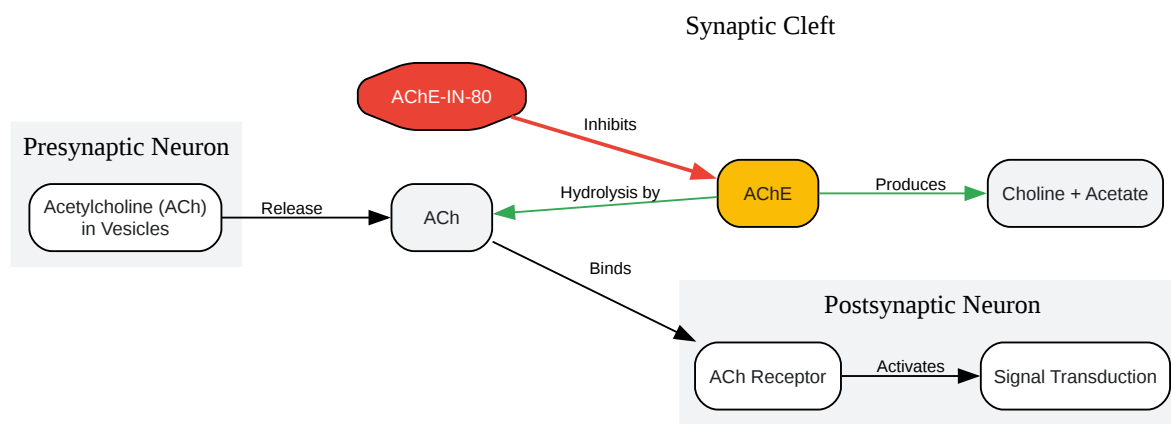 Synaptic Cleft
AChE-IN-80
Inhibits
Presynaptic Neuron
Acetylcholine (ACh)
in Vesicles
Release
ACh
Hydrolysis by
AChE
Produces
Choline + Acetate
Binds
Postsynaptic Neuron
ACh Receptor
Activates
Signal Transduction